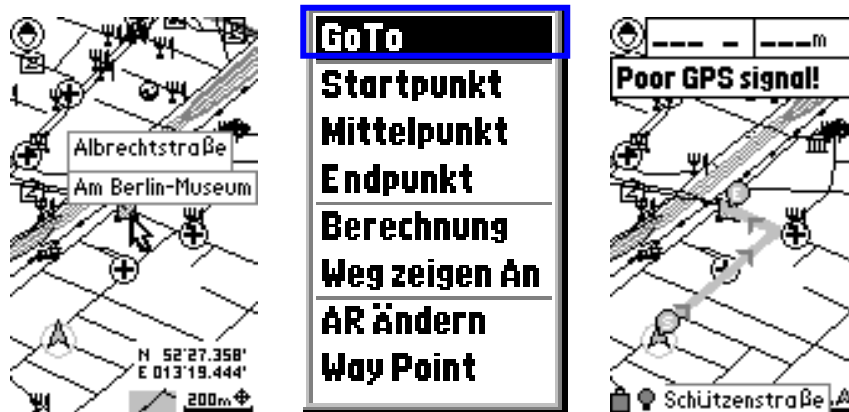 Albrechtstraße
Am Berlin-Museum
N 52°27.358'
E 013°19.444'
200m
GoTo
Startpunkt
Mittelpunkt
Endpunkt
Berechnung
Weg zeigen An
AR Ändern
Way Point
--- - ---m
Poor GPS signal!
E
S
Schützenstraße